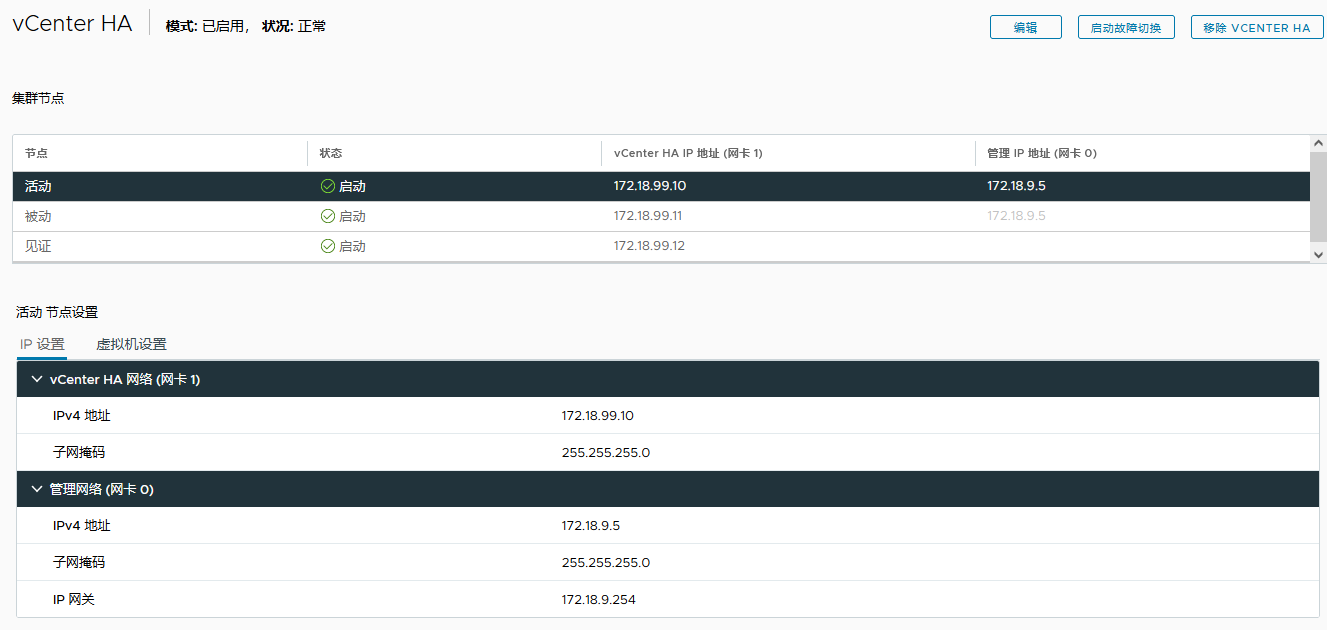 vCenter HA 模式: 已启用, 状况: 正常 编辑 启动故障切换 移除 VCENTER HA
集群节点
节点 状态 vCenter HA IP 地址 (网卡 1) 管理 IP 地址 (网卡 0)
活动 启动 172.18.99.10 172.18.9.5
被动 启动 172.18.99.11 172.18.9.5
见证 启动 172.18.99.12
活动 节点设置
IP 设置 虚拟机设置
vCenter HA 网络 (网卡 1)
IPv4 地址 172.18.99.10
子网掩码 255.255.255.0
管理网络 (网卡 0)
IPv4 地址 172.18.9.5
子网掩码 255.255.255.0
IP 网关 172.18.9.254